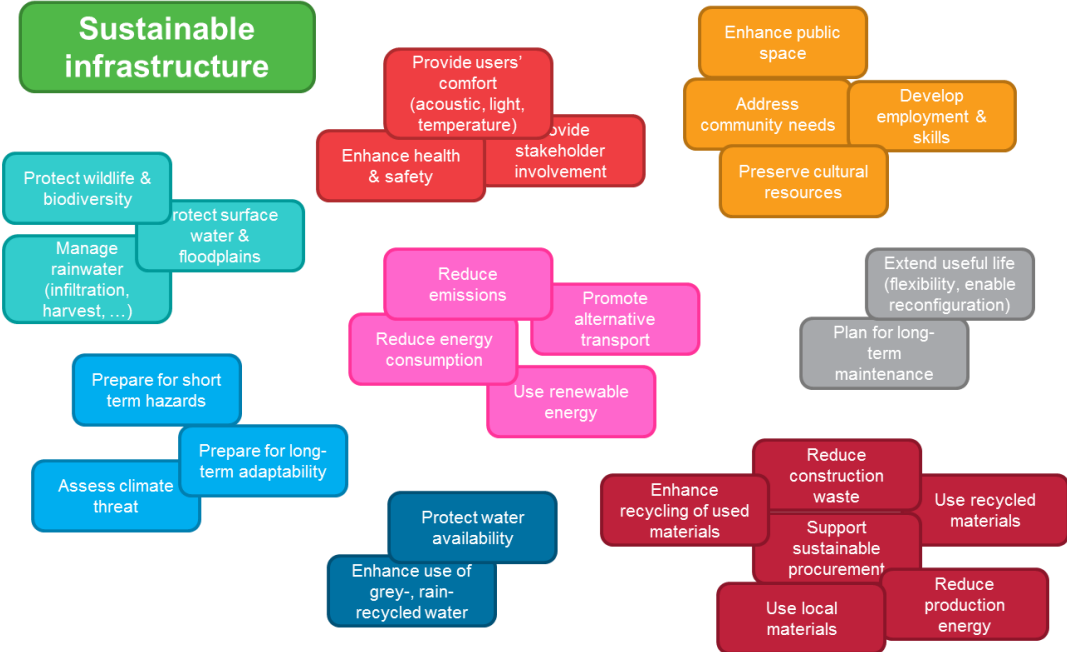 Sustainable
infrastructure
Provide users’
comfort
(acoustic, light,
temperature)
Enhance health
& safety
stakeholder
involvement
Enhance public
space
Address
community needs
Develop
employment &
skills
Preserve cultural
resources
Protect wildlife &
biodiversity
surface
water &
floodplains
Manage
rainwater
(infiltration,
harvest, …)
Reduce
emissions
Promote
alternative
transport
Reduce energy
consumption
Use renewable
energy
Extend useful life
(flexibility, enable
reconfiguration)
Plan for long-
term
maintenance
Prepare for short
term hazards
Prepare for long-
term adaptability
Assess climate
threat
Protect water
availability
Enhance use of
grey-, rain-
recycled water
Reduce
construction
waste
Enhance
recycling of used
materials
Use recycled
materials
Support
sustainable
procurement
Reduce
production
energy
Use local
materials